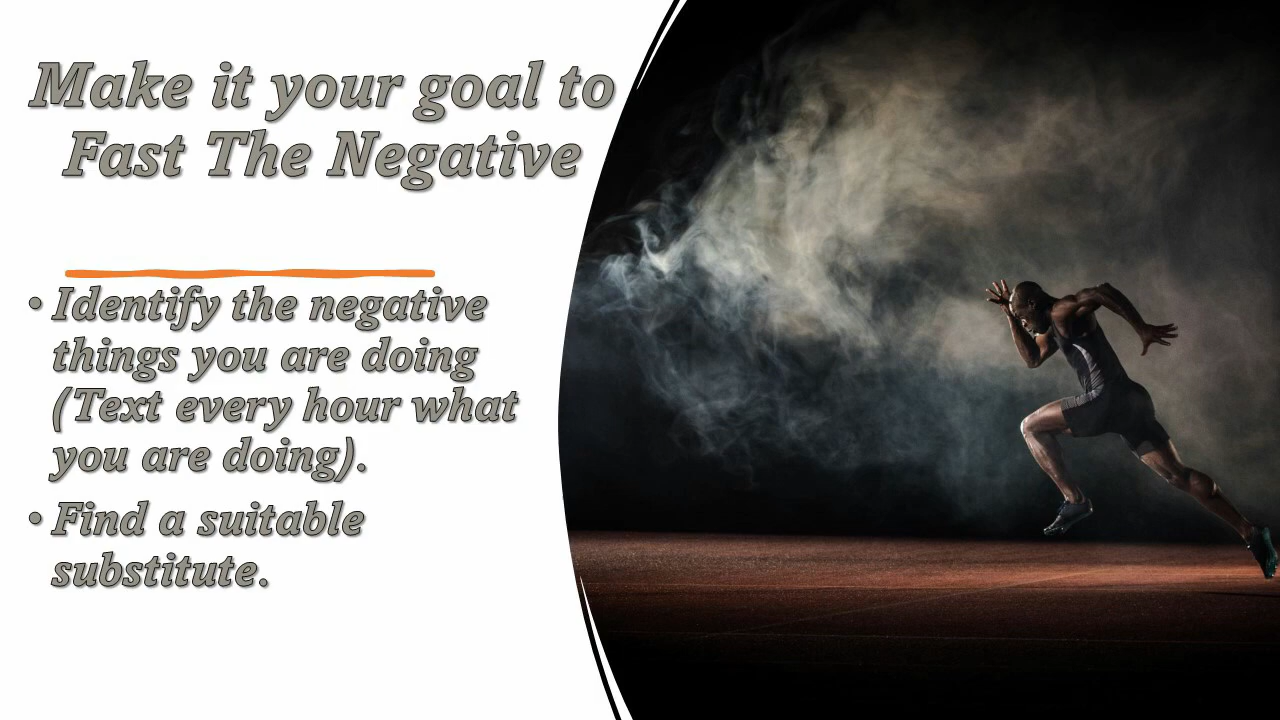 Make it your goal to
Fast The Negative
• Identify the negative
things you are doing
(Text every hour what
you are doing).
• Find a suitable
substitute.